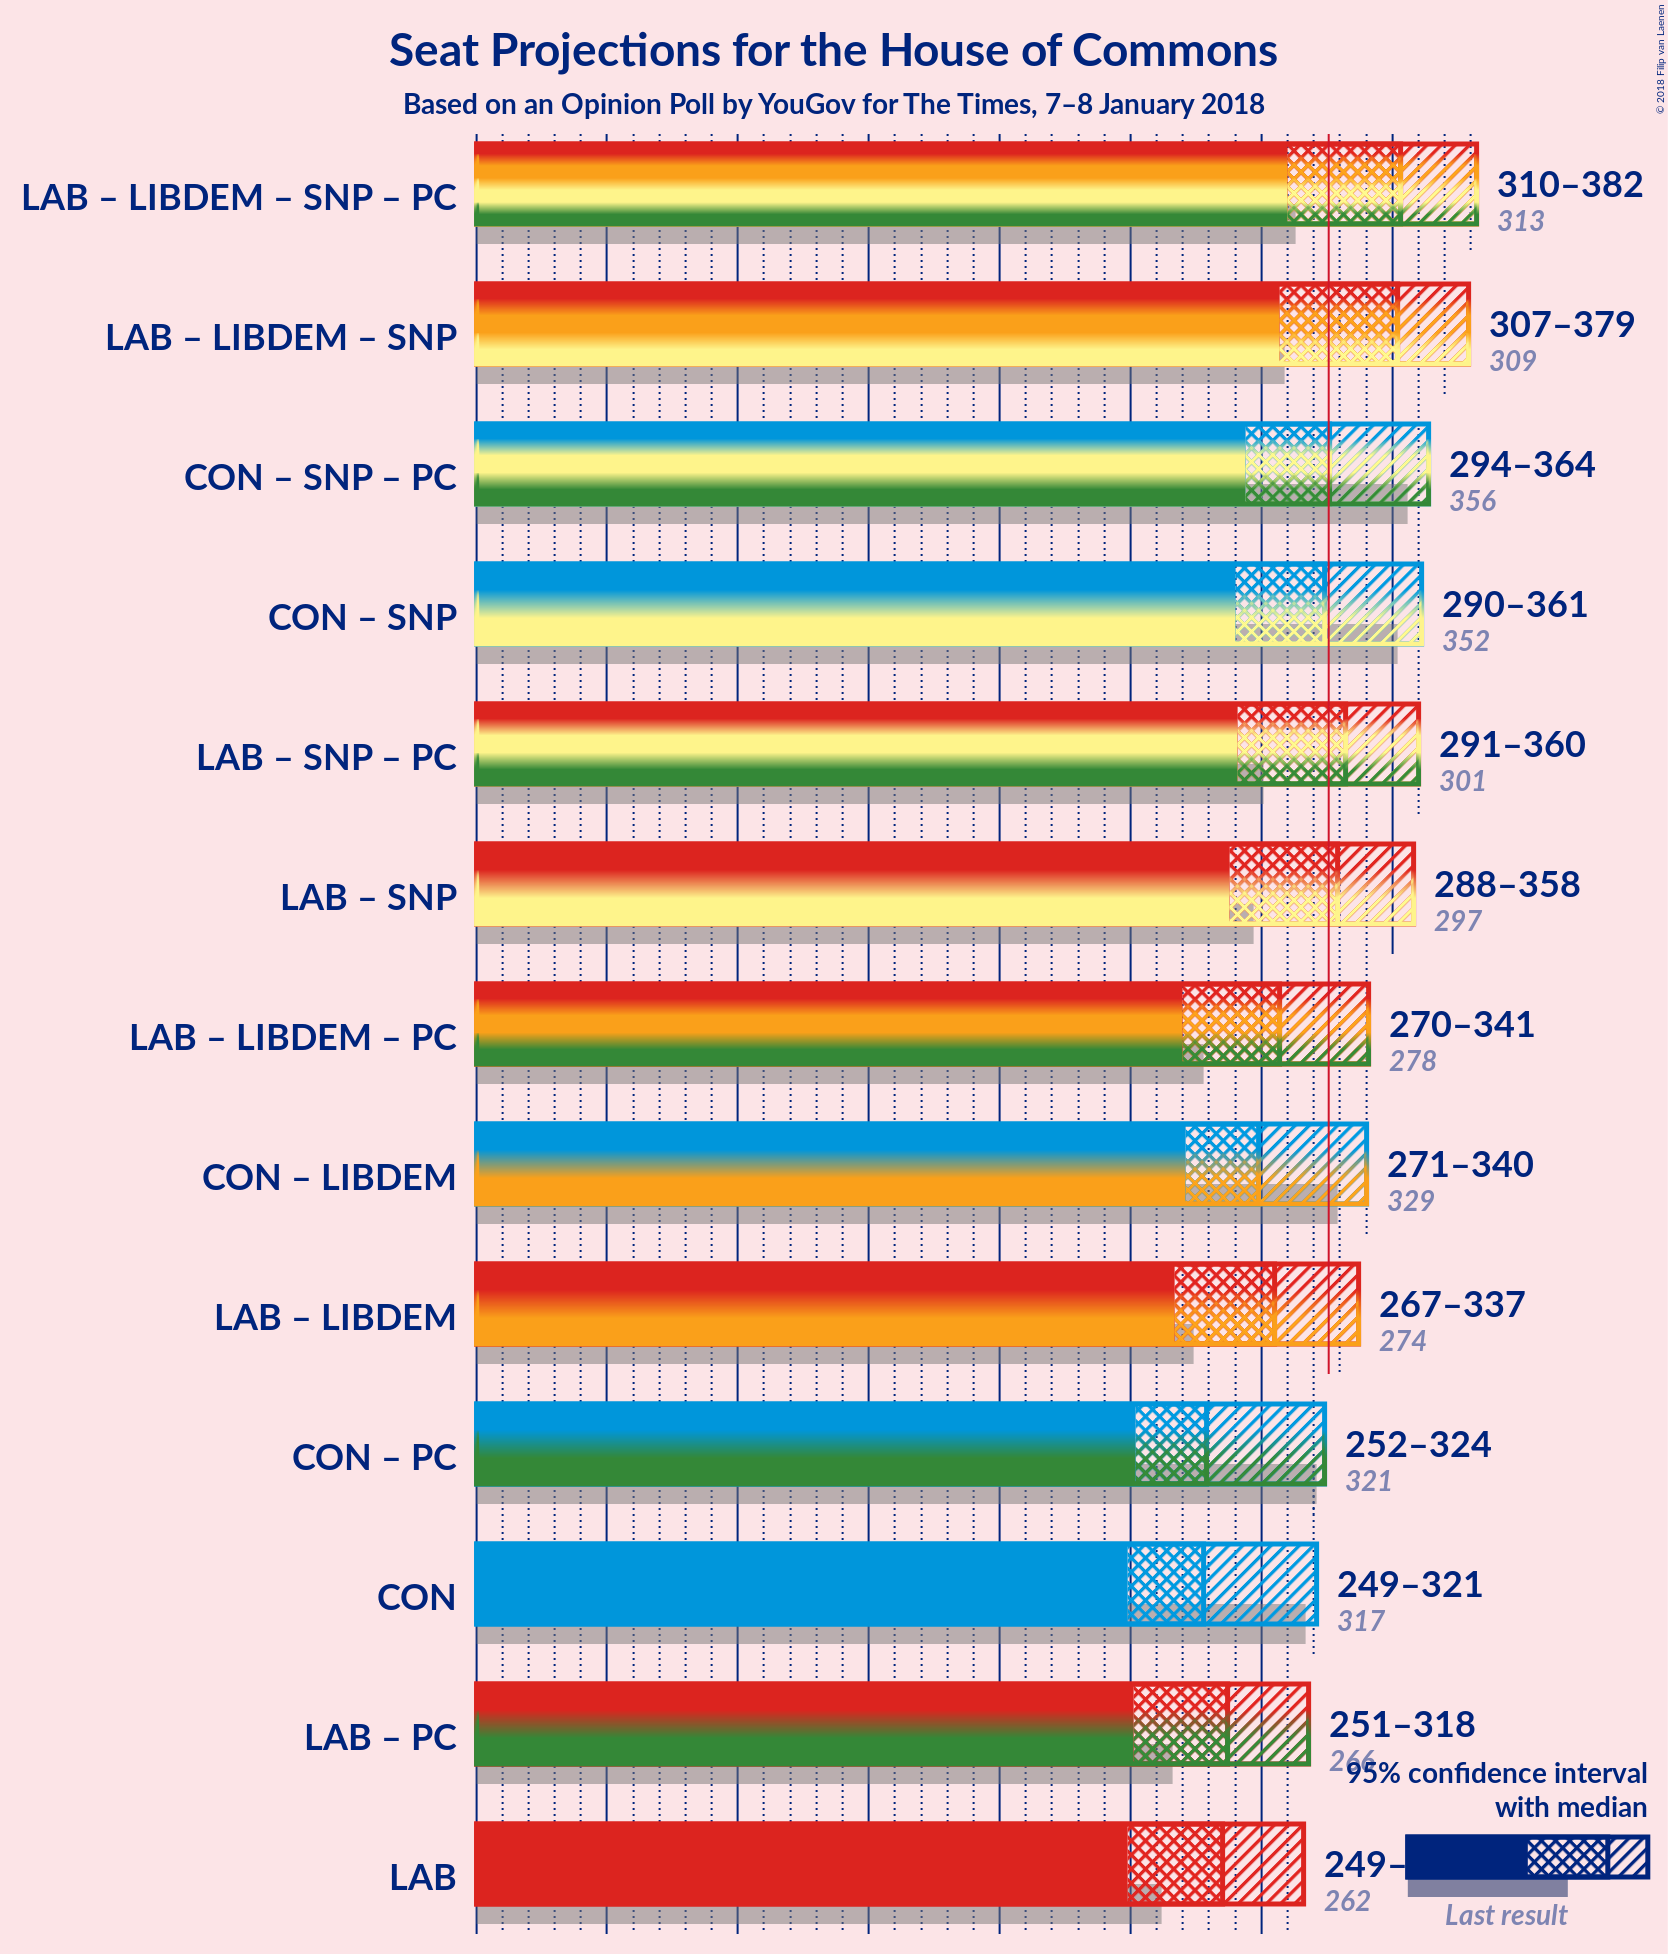 Seat Projections for the House of Commons
Based on an Opinion Poll by YouGov for The Times, 7–8 January 2018
© 2018 Filip van Laenen
LAB – LIBDEM – SNP – PC
310–382
313
LAB – LIBDEM – SNP
307–379
309
CON – SNP – PC
294–364
356
CON – SNP
290–361
352
LAB – SNP – PC
291–360
301
LAB – SNP
288–358
297
LAB – LIBDEM – PC
270–341
278
CON – LIBDEM
271–340
329
LAB – LIBDEM
267–337
274
CON – PC
252–324
321
CON
249–321
317
LAB – PC
251–318
266
95% confidence interval
with median
LAB
249–
262
Last result